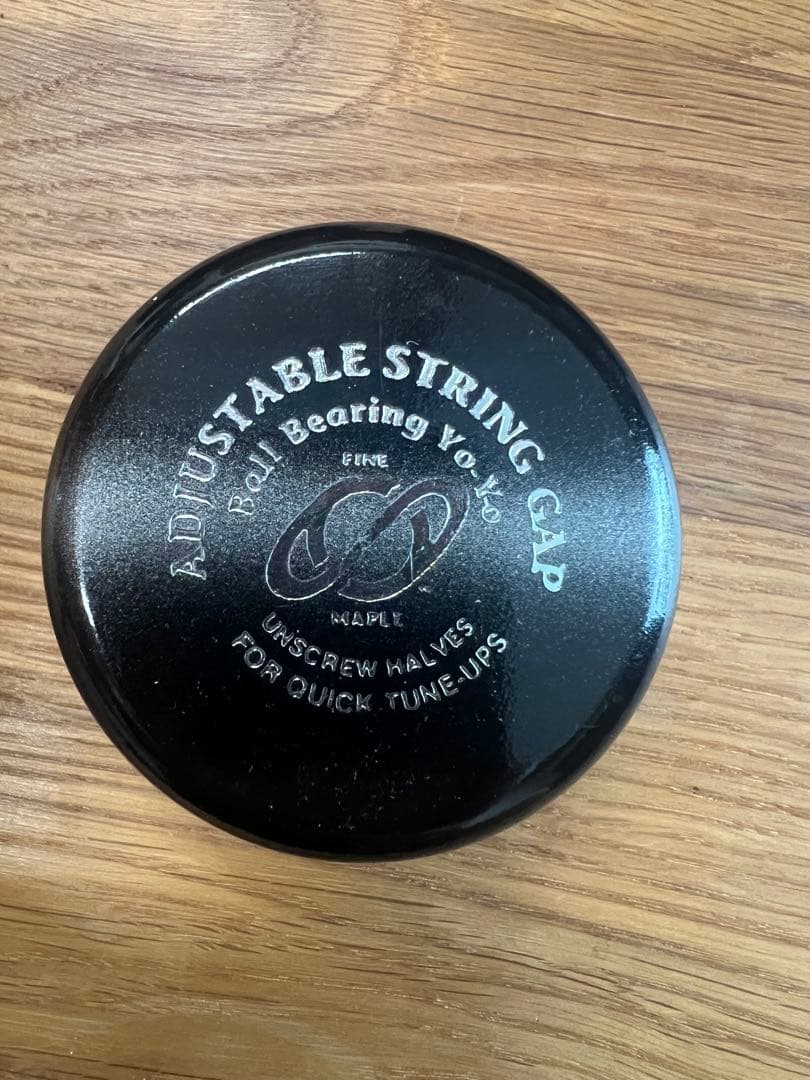 ADJUSTABLE STRING GAP
Ball Bearing Yo-Yo
FINE
MAPLE
UNSCREW HALVES
FOR QUICK TUNE-UPS